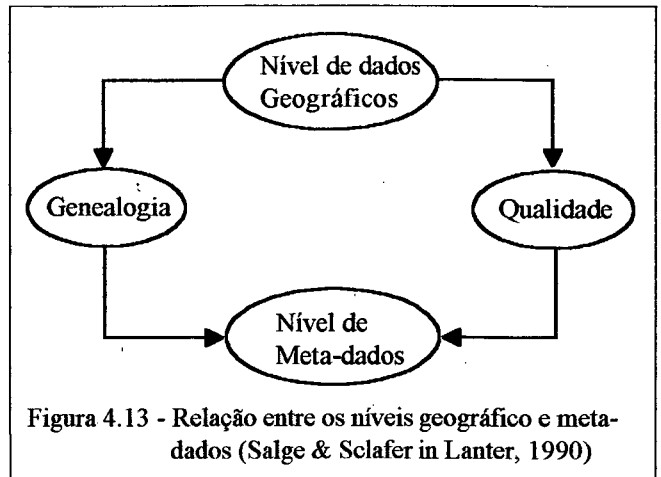 Nível de dados
Geográficos
Genealogia
Qualidade
Nível de
Meta-dados
Figura 4.13 - Relação entre os níveis geográfico e meta-
dados (Salge & Sclafer in Lanter, 1990)